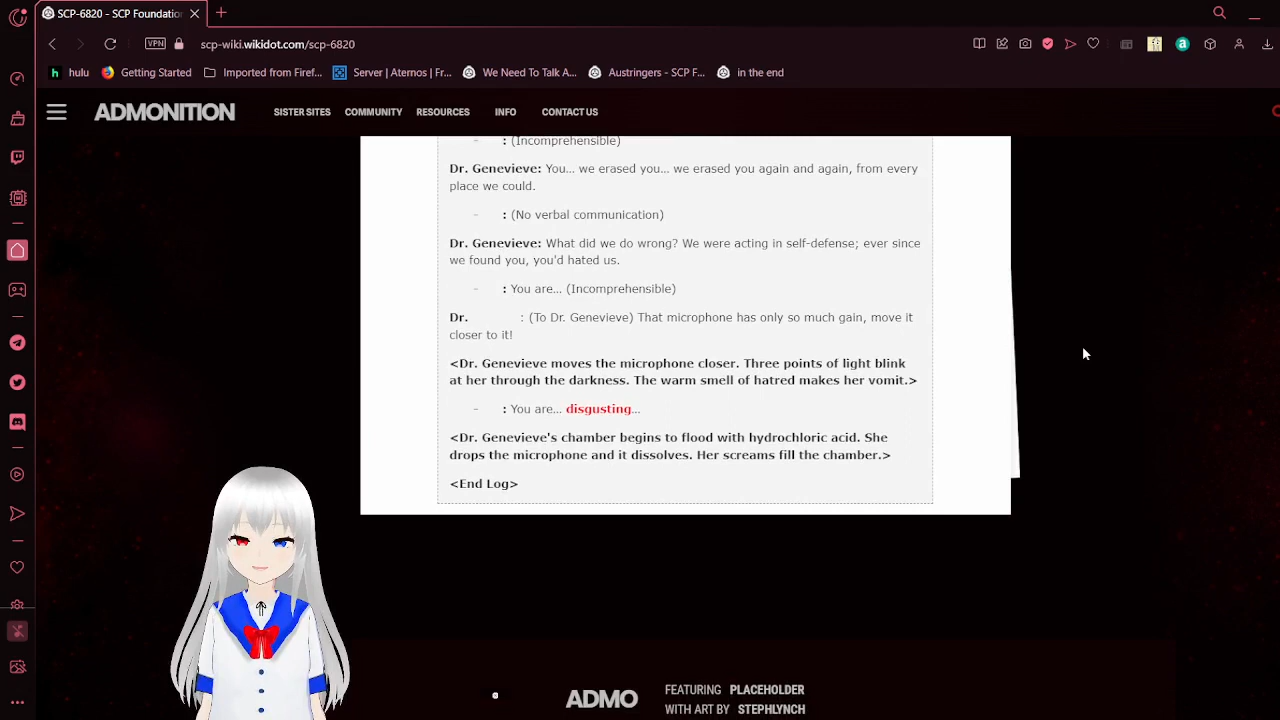 SCP-6820 - SCP Foundatio
VPN scp-wiki.wikidot.com/scp-6820
hulu Getting Started Imported from Firef... Server | Aternos | Fr... We Need To Talk A... Austringers - SCP F... in the end
ADMONITION SISTER SITES COMMUNITY RESOURCES INFO CONTACT US
- : (Incomprehensible)
Dr. Genevieve: You... we erased you... we erased you again and again, from every
place we could.
- : (No verbal communication)
Dr. Genevieve: What did we do wrong? We were acting in self-defense; ever since
we found you, you'd hated us.
- : You are... (Incomprehensible)
Dr. : (To Dr. Genevieve) That microphone has only so much gain, move it
closer to it!
<Dr. Genevieve moves the microphone closer. Three points of light blink
at her through the darkness. The warm smell of hatred makes her vomit.>
- : You are... disgusting...
<Dr. Genevieve's chamber begins to flood with hydrochloric acid. She
drops the microphone and it dissolves. Her screams fill the chamber.>
<End Log>
ADMO FEATURING PLACEHOLDER
WITH ART BY STEPHLYNCH